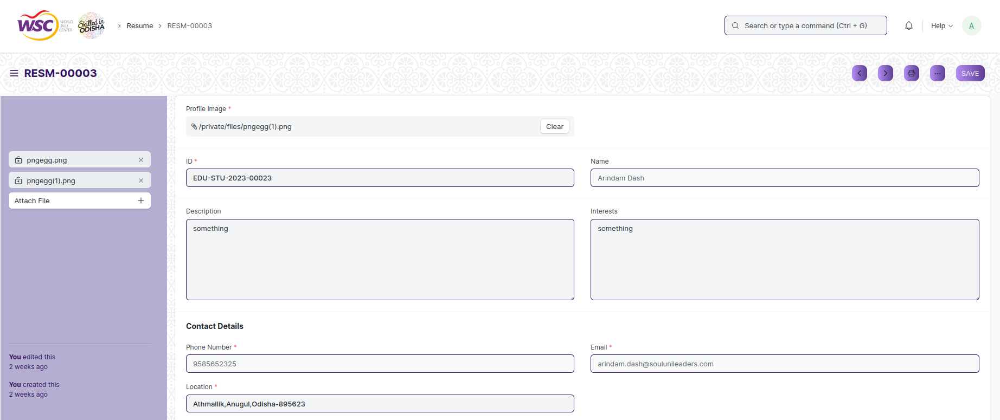 WSC WORLD SKILL CENTER
Skilled in ODISHA
Resume
RESM-00003
Search or type a command (Ctrl + G)
Help
A
RESM-00003
SAVE
pngegg.png
pngegg(1).png
Attach File
You edited this
2 weeks ago
You created this
2 weeks ago
Profile Image *
/private/files/pngegg(1).png
Clear
ID *
EDU-STU-2023-00023
Name
Arindam Dash
Description
something
Interests
something
Contact Details
Phone Number *
9585652325
Email *
arindam.dash@soulunileaders.com
Location *
Athmallik,Anugul,Odisha-895623